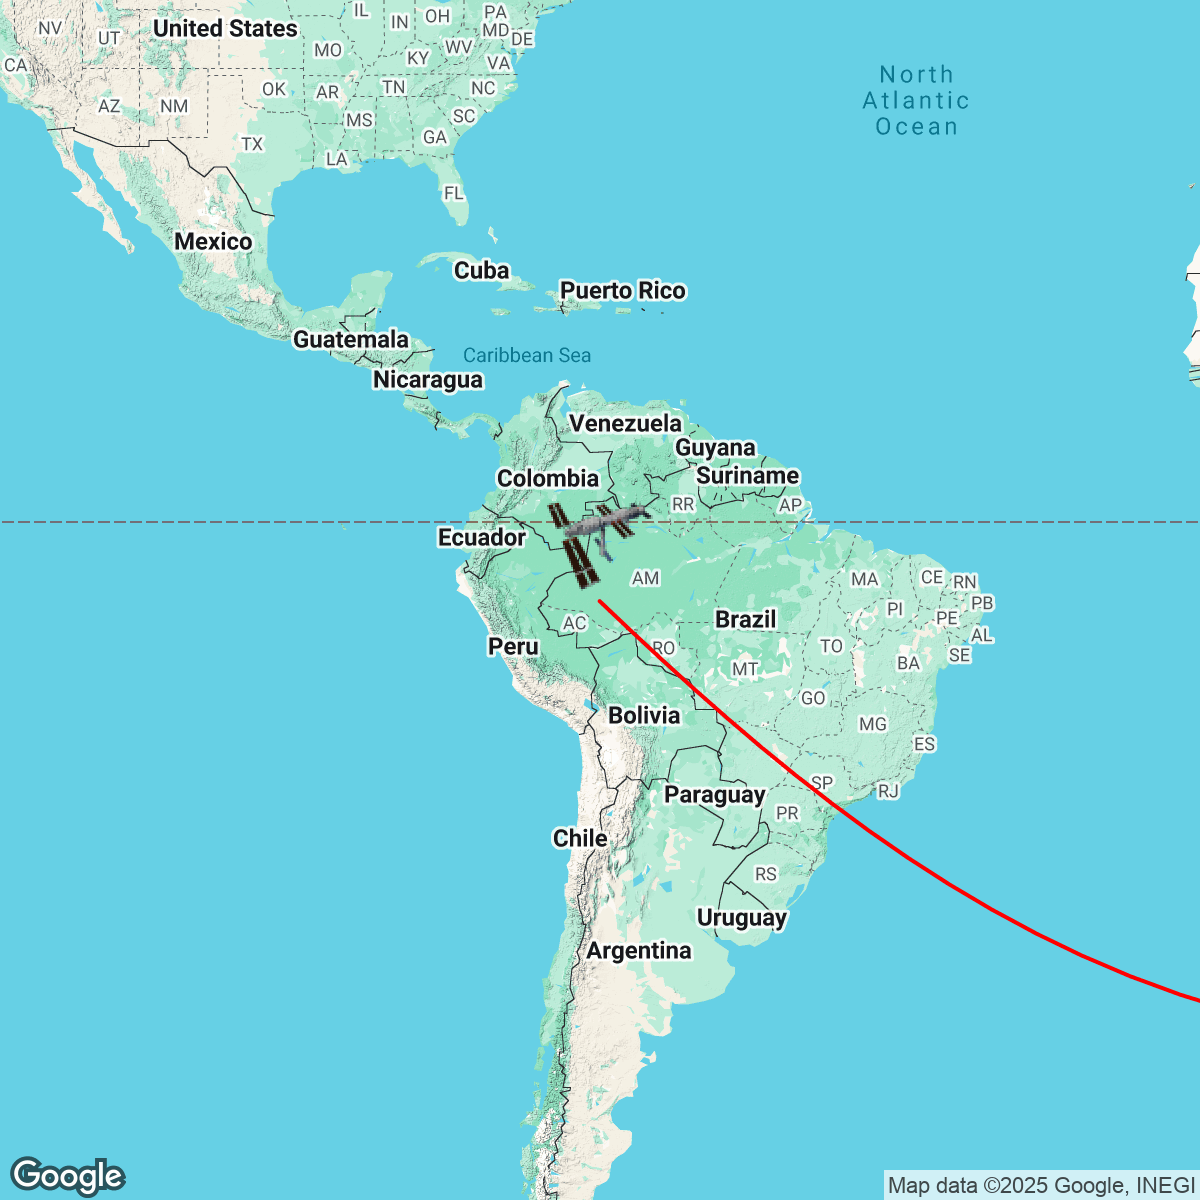 IL
IN
OH
PA
NV
UT
United States
MD
DE
MO
WV
KY
VA
CA
OK
AR
TN
NC
AZ
NM
MS
SC
GA
TX
LA
FL
North
Atlantic
Ocean
Mexico
Cuba
Puerto Rico
Guatemala
Caribbean Sea
Nicaragua
Venezuela
Guyana
Colombia
Suriname
RR
AP
Ecuador
AM
MA
CE
RN
PI
PB
PE
AC
Brazil
AL
Peru
RO
TO
SE
MT
BA
GO
Bolivia
MG
ES
SP
RJ
Paraguay
PR
Chile
RS
Uruguay
Argentina
Google
Map data ©2025 Google, INEGI